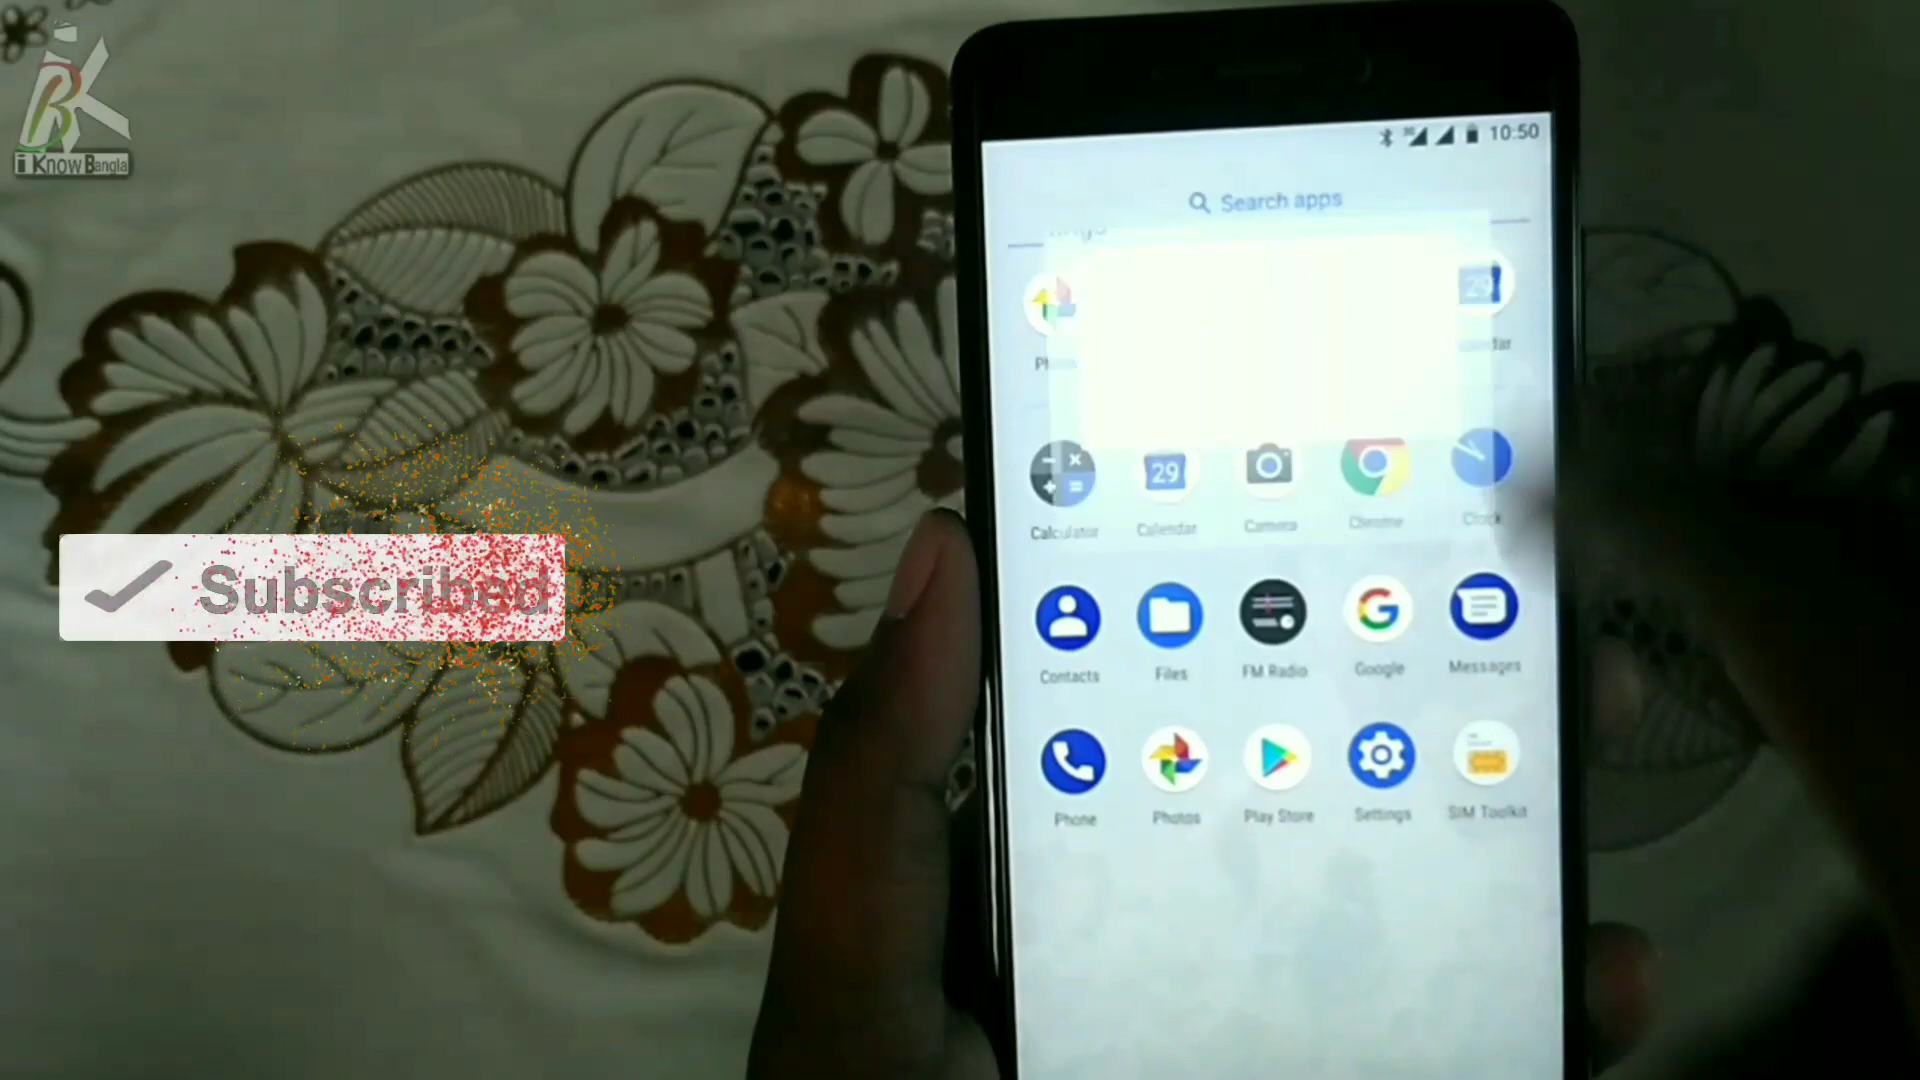 i Know Bangla
10:50
Search apps
29
Calculator
29
Calendar
Camera
Chrome
Clock
Subscribed
Contacts
Files
FM Radio
Google
Messages
Phone
Photos
Play Store
Settings
SIM Toolkit